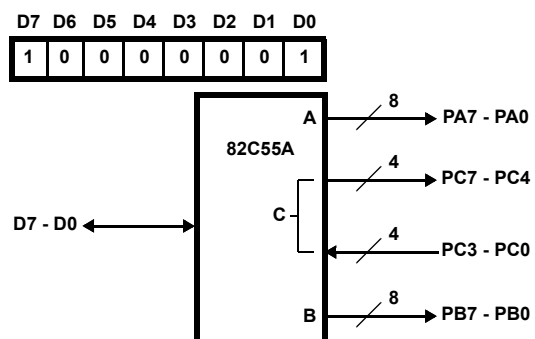 D7 D6 D5 D4 D3 D2 D1 D0
1 0 0 0 0 0 0 1
A 8 PA7 - PA0
82C55A
4 PC7 - PC4
C
D7 - D0
4 PC3 - PC0
B 8 PB7 - PB0